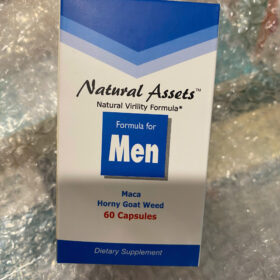 Natural Assets™
Natural Virility Formula*
Formula for
Men
Maca
Horny Goat Weed
60 Capsules
Dietary Supplement